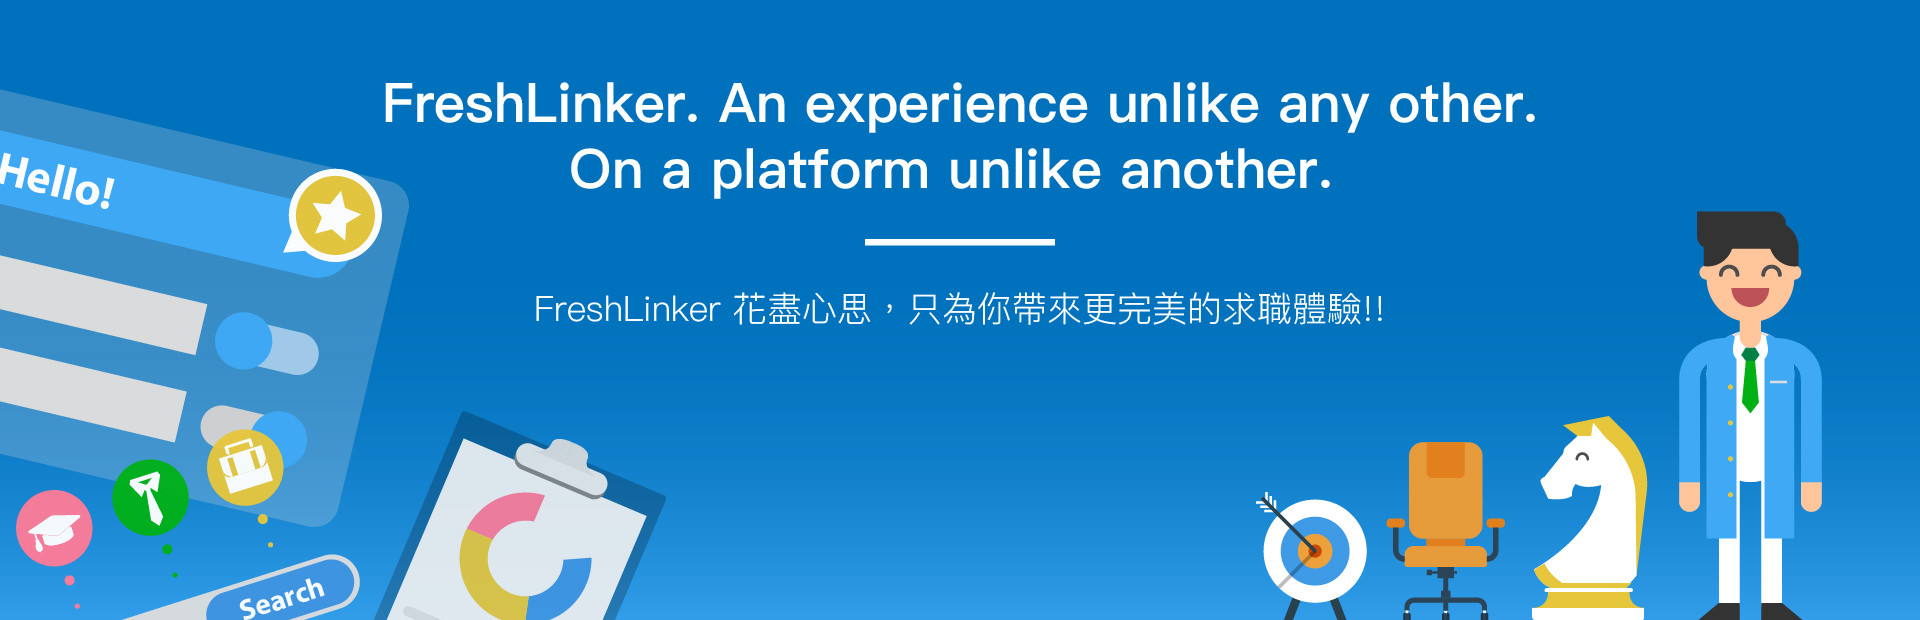 FreshLinker. An experience unlike any other.
On a platform unlike another.
FreshLinker 花盡心思，只為你帶來更完美的求職體驗!!
Hello!
Search